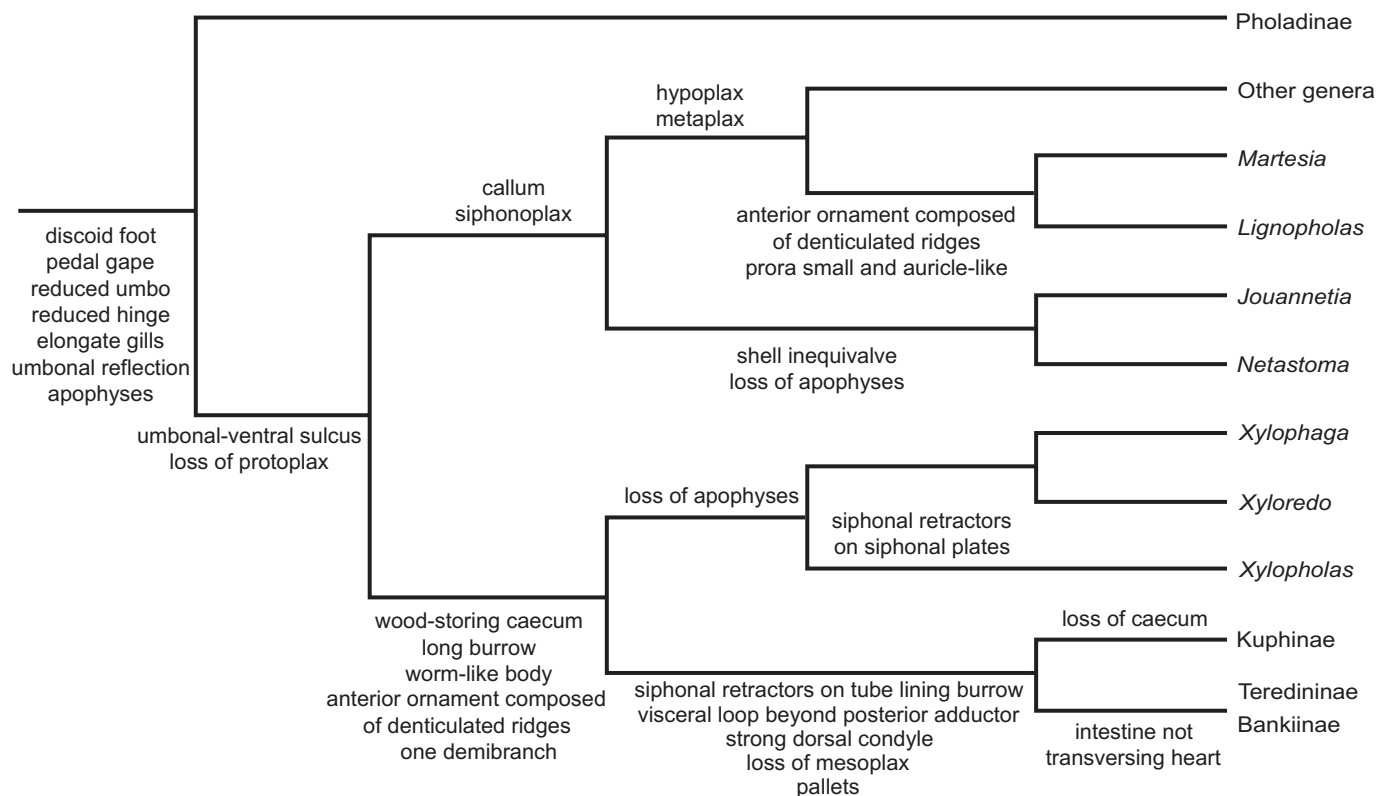 Pholadinae
hypoplax
metaplax
Other genera
Martesia
callum
siphonoplax
anterior ornament composed
of denticulated ridges
prora small and auricle-like
Lignopholas
discoid foot
pedal gape
reduced umbo
reduced hinge
elongate gills
umbonal reflection
apophyses
Jouannetia
shell inequivalve
loss of apophyses
Netastoma
umbonal-ventral sulcus
loss of protoplax
Xylophaga
loss of apophyses
Xyloredo
siphonal retractors
on siphonal plates
Xylopholas
wood-storing caecum
long burrow
worm-like body
anterior ornament composed
of denticulated ridges
one demibranch
loss of caecum
Kuphinae
siphonal retractors on tube lining burrow
visceral loop beyond posterior adductor
strong dorsal condyle
loss of mesoplax
pallets
Teredininae
Bankiinae
intestine not
transversing heart